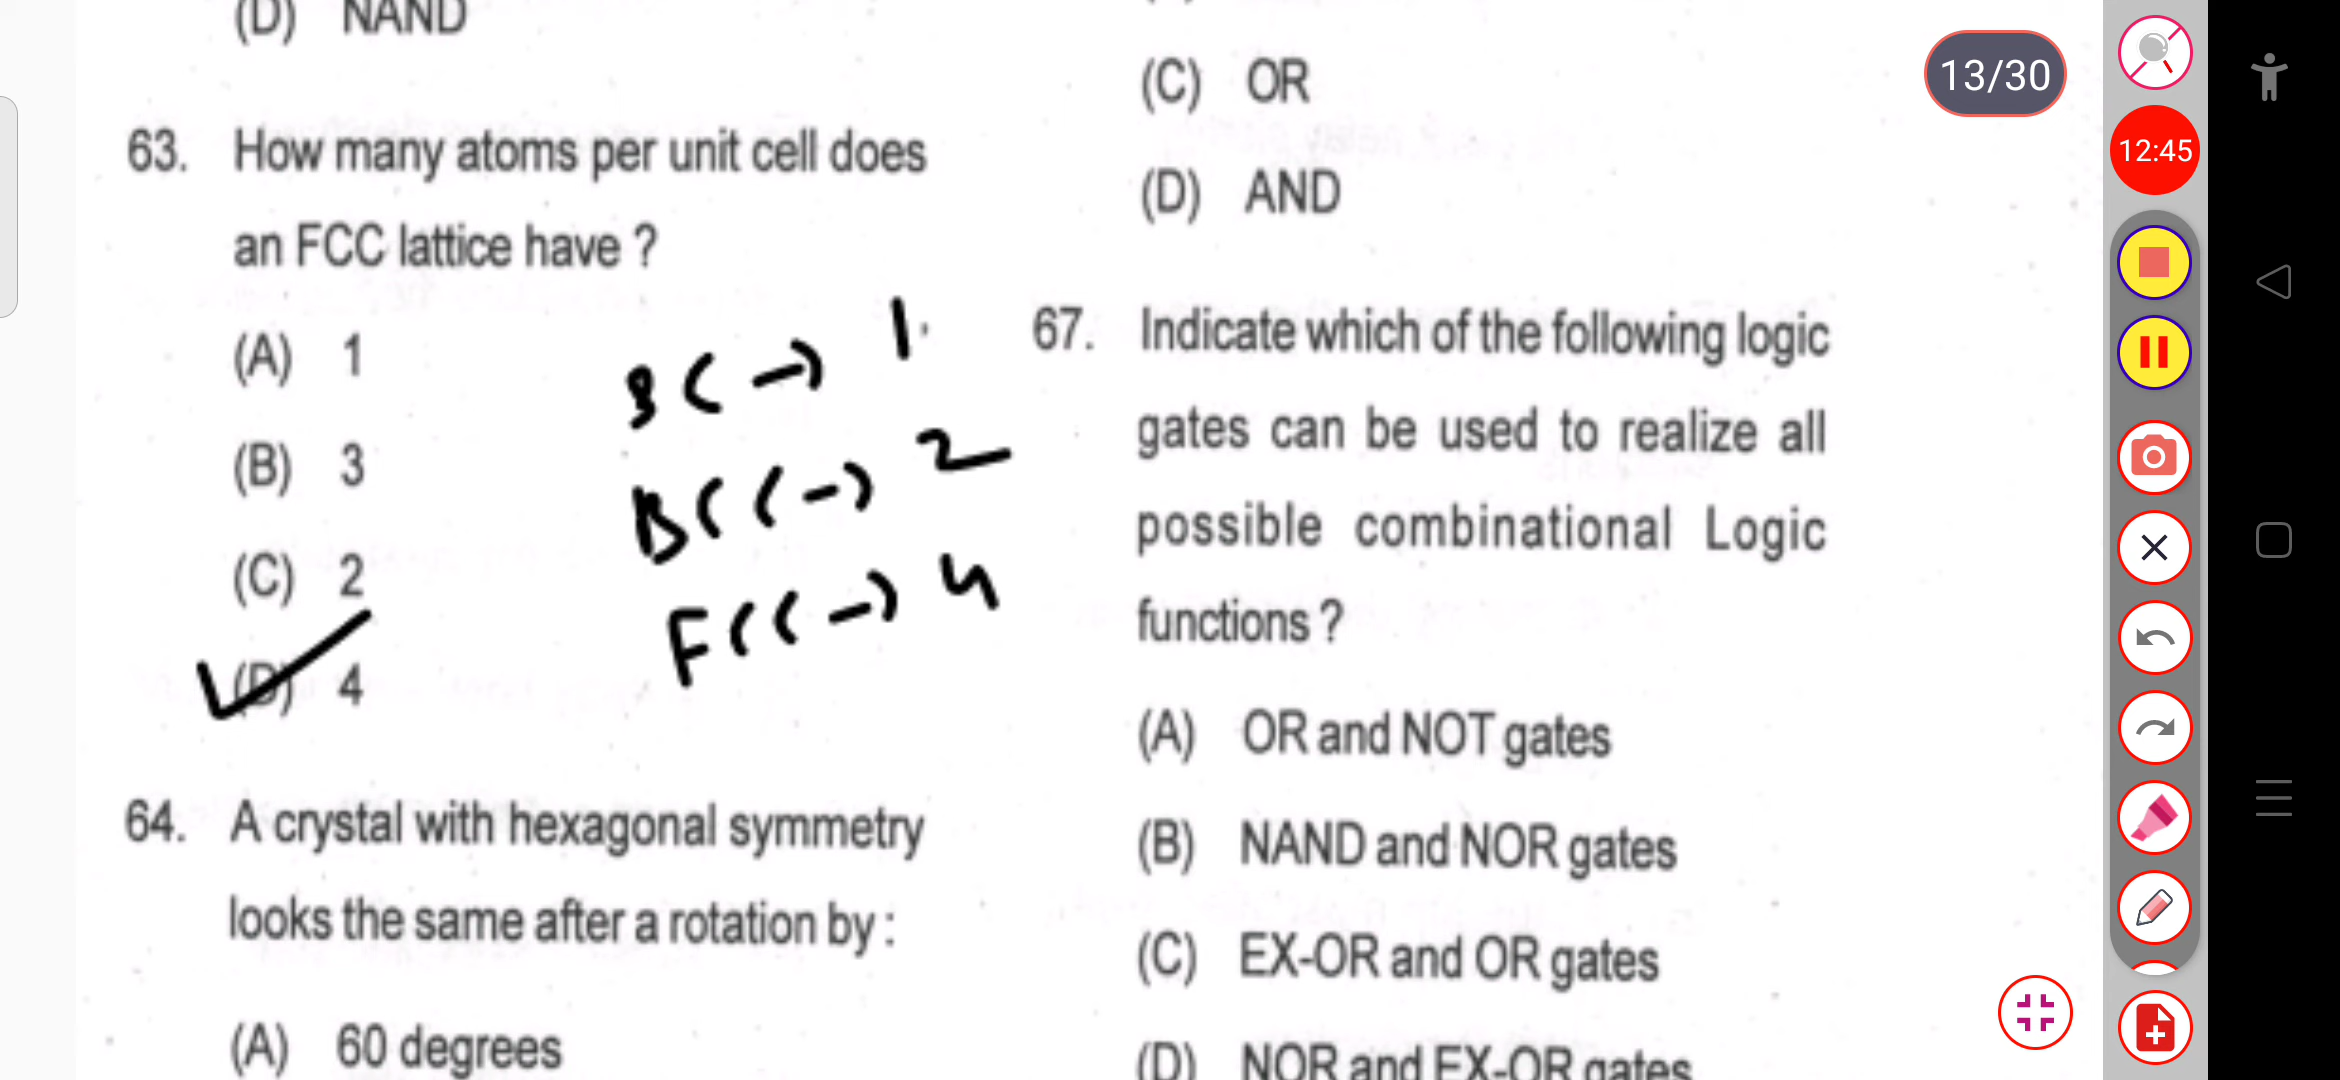 (D) NAND
63. How many atoms per unit cell does
an FCC lattice have ?
(A) 1
(B) 3
(C) 2
(D) 4
SC → 1
BCC → 2
FCC → 4
64. A crystal with hexagonal symmetry
looks the same after a rotation by :
(A) 60 degrees
(C) OR
(D) AND
67. Indicate which of the following logic
gates can be used to realize all
possible combinational Logic
functions ?
(A) OR and NOT gates
(B) NAND and NOR gates
(C) EX-OR and OR gates
(D) NOR and EX-OR gates
13/30
12:45